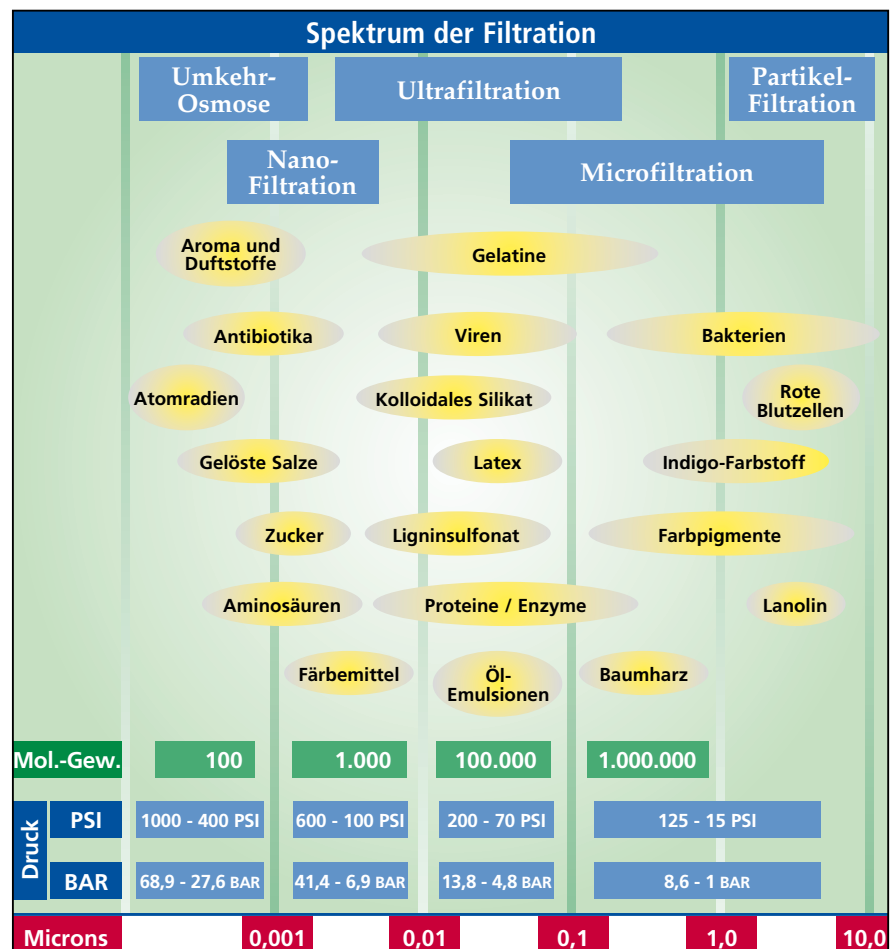 Spektrum der Filtration
Umkehr-
Osmose
Ultrafiltration
Partikel-
Filtration
Nano-
Filtration
Microfiltration
Aroma und
Duftstoffe
Gelatine
Antibiotika
Viren
Bakterien
Atomradien
Kolloidales Silikat
Rote
Blutzellen
Gelöste Salze
Latex
Indigo-Farbstoff
Zucker
Ligninsulfonat
Farbpigmente
Aminosäuren
Proteine / Enzyme
Lanolin
Färbemittel
Öl-
Emulsionen
Baumharz
Mol.-Gew.
100
1.000
100.000
1.000.000
Druck
PSI
1000 - 400 PSI
600 - 100 PSI
200 - 70 PSI
125 - 15 PSI
BAR
68,9 - 27,6 BAR
41,4 - 6,9 BAR
13,8 - 4,8 BAR
8,6 - 1 BAR
Microns
0,001
0,01
0,1
1,0
10,0